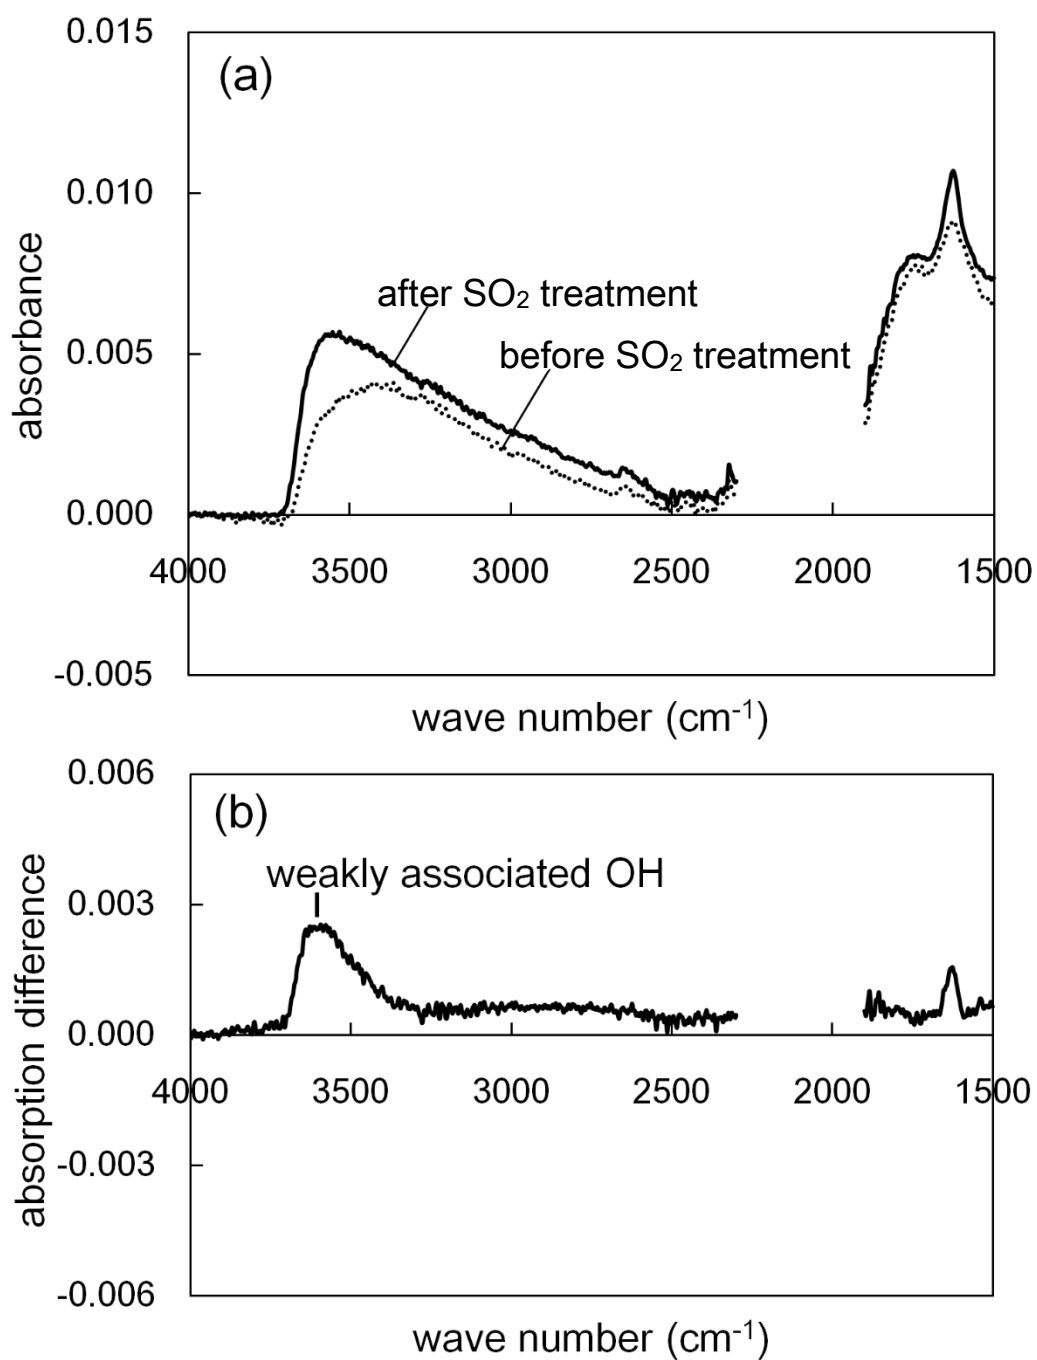 0.015
(a)
0.010
after SO₂ treatment
0.005
before SO₂ treatment
absorbance
0.000
4000 3500 3000 2500 2000 1500
-0.005
wave number (cm⁻¹)
0.006
(b)
weakly associated OH
0.003
absorption difference
0.000
4000 3500 3000 2500 2000 1500
-0.003
-0.006
wave number (cm⁻¹)